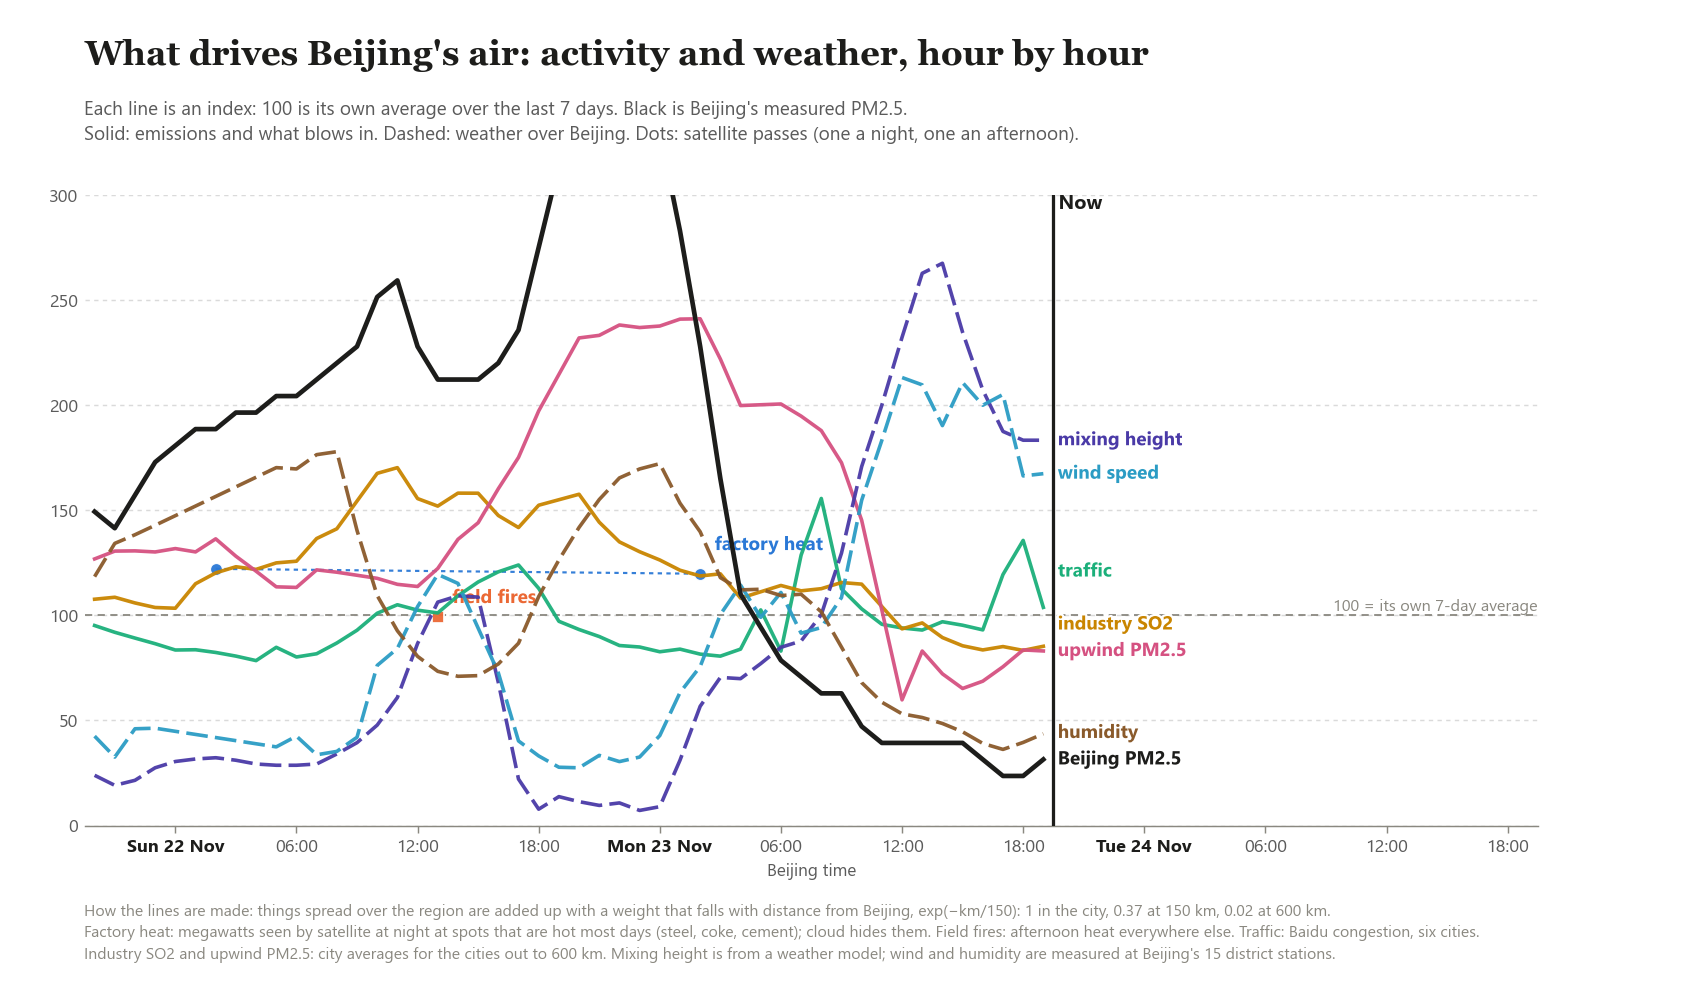 What drives Beijing's air: activity and weather, hour by hour
Each line is an index: 100 is its own average over the last 7 days. Black is Beijing's measured PM2.5.
Solid: emissions and what blows in. Dashed: weather over Beijing. Dots: satellite passes (one a night, one an afternoon).
300
Now
250
200
mixing height
wind speed
150
factory heat
traffic
field fires
100 = its own 7-day average
100
industry SO2
upwind PM2.5
50
humidity
Beijing PM2.5
0
Sun 22 Nov 06:00 12:00 18:00 Mon 23 Nov 06:00 12:00 18:00 Tue 24 Nov 06:00 12:00 18:00
Beijing time
How the lines are made: things spread over the region are added up with a weight that falls with distance from Beijing, exp(−km/150): 1 in the city, 0.37 at 150 km, 0.02 at 600 km.
Factory heat: megawatts seen by satellite at night at spots that are hot most days (steel, coke, cement); cloud hides them. Field fires: afternoon heat everywhere else. Traffic: Baidu congestion, six cities.
Industry SO2 and upwind PM2.5: city averages for the cities out to 600 km. Mixing height is from a weather model; wind and humidity are measured at Beijing's 15 district stations.